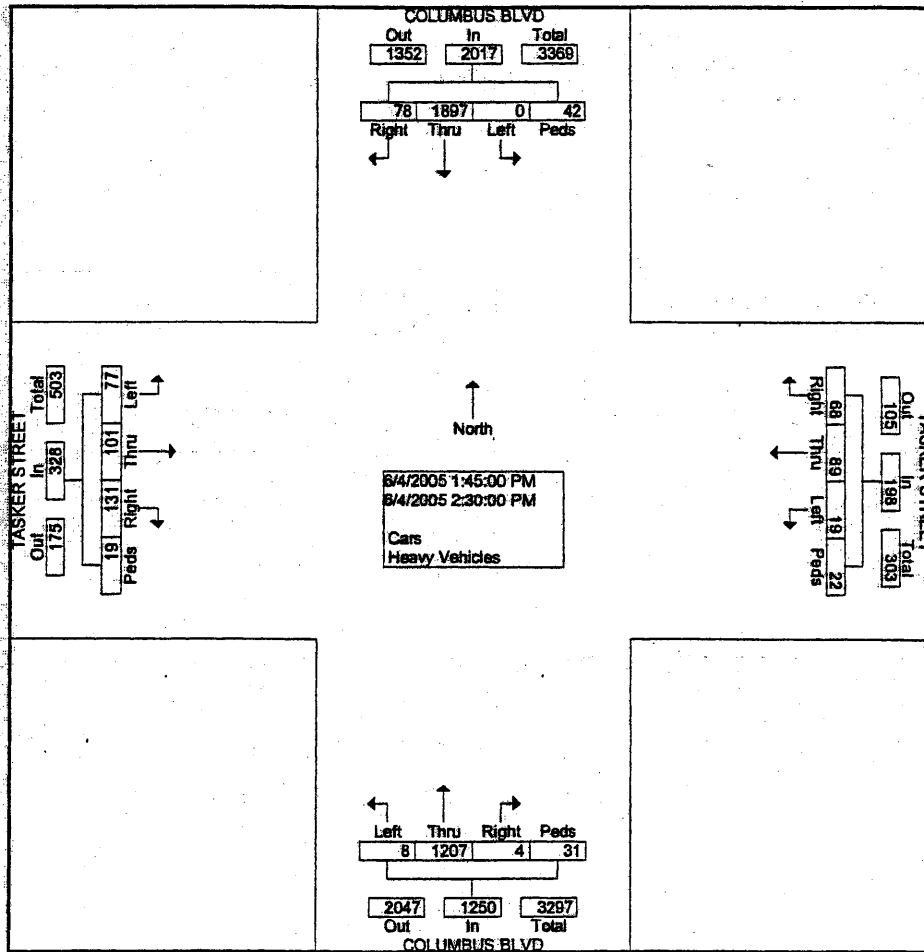 COLUMBUS BLVD
Out In Total
1352 2017 3369
78 1897 0 42
Right Thru Left Peds
TASKER STREET
Total In Out
503 328 175
77 101 131 19
Left Thru Right Peds
North
6/4/2005 1:45:00 PM
6/4/2005 2:30:00 PM
Cars
Heavy Vehicles
Right Thru Left Peds
68 89 19 22
105 198 303
Out In Total
TASKER STREET
Left Thru Right Peds
8 1207 4 31
2047 1250 3297
Out In Total
COLUMBUS BLVD